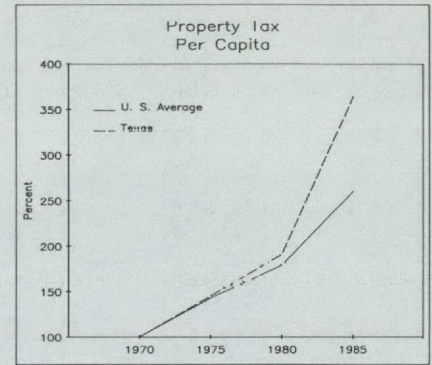 Property Tax
Per Capita
400
350
300
250
200
150
100
Percent
U. S. Average
Texas
1970
1975
1980
1985